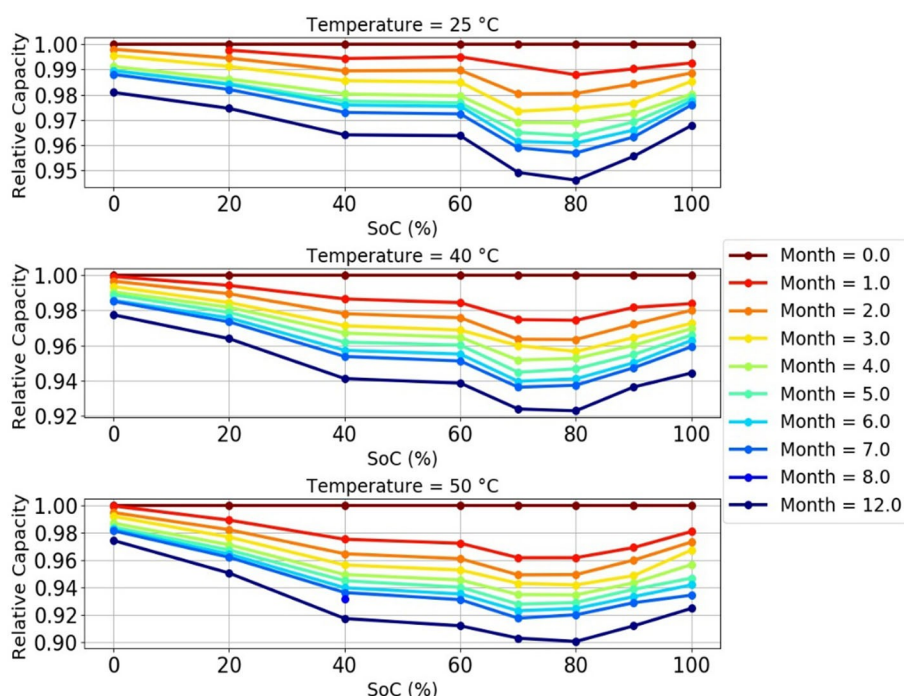 Temperature = 25 °C
Relative Capacity
1.00
0.99
0.98
0.97
0.96
0.95
0 20 40 60 80 100
SoC (%)
Temperature = 40 °C
Relative Capacity
1.00
0.98
0.96
0.94
0.92
0 20 40 60 80 100
SoC (%)
Temperature = 50 °C
Relative Capacity
1.00
0.98
0.96
0.94
0.92
0.90
0 20 40 60 80 100
SoC (%)
Month = 0.0
Month = 1.0
Month = 2.0
Month = 3.0
Month = 4.0
Month = 5.0
Month = 6.0
Month = 7.0
Month = 8.0
Month = 12.0